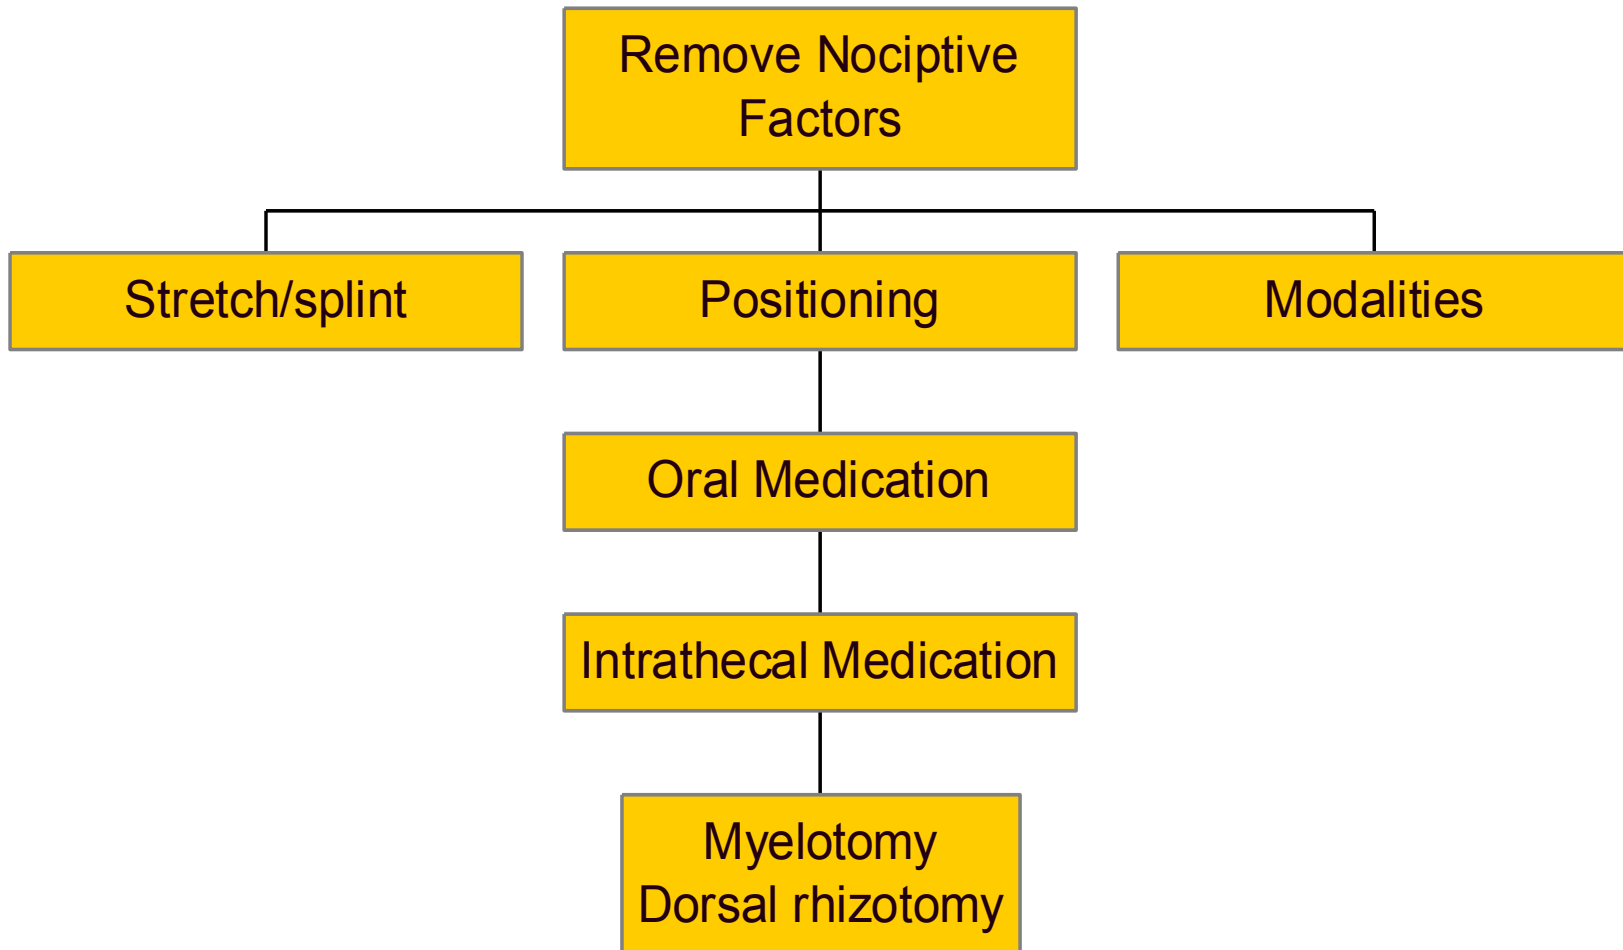 Remove Nociptive
Factors
Stretch/splint
Positioning
Modalities
Oral Medication
Intrathecal Medication
Myelotomy
Dorsal rhizotomy